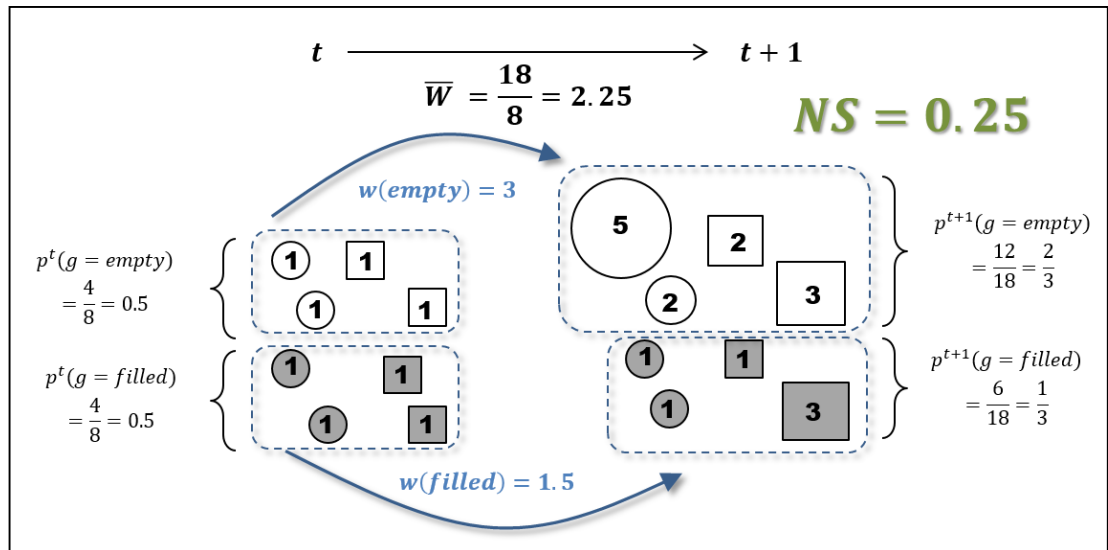 t → t + 1
W̅ = 18/8 = 2.25
NS = 0.25
w(empty) = 3
5
2
2
3
p^{t+1}(g = empty)
= 12/18 = 2/3
p^t(g = empty)
= 4/8 = 0.5
1
1
1
1
p^t(g = filled)
= 4/8 = 0.5
1
1
1
1
1
1
1
3
p^{t+1}(g = filled)
= 6/18 = 1/3
w(filled) = 1.5